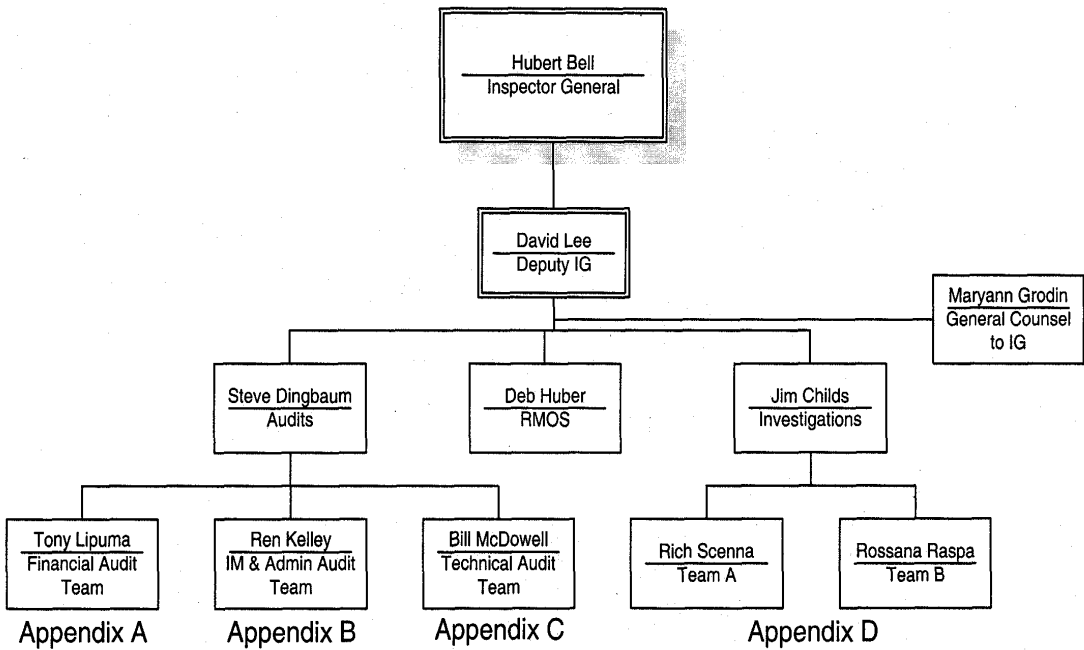 Hubert Bell
Inspector General
David Lee
Deputy IG
Maryann Grodin
General Counsel
to IG
Steve Dingbaum
Audits
Deb Huber
RMOS
Jim Childs
Investigations
Tony Lipuma
Financial Audit
Team
Ren Kelley
IM & Admin Audit
Team
Bill McDowell
Technical Audit
Team
Rich Scenna
Team A
Rossana Raspa
Team B
Appendix A
Appendix B
Appendix C
Appendix D